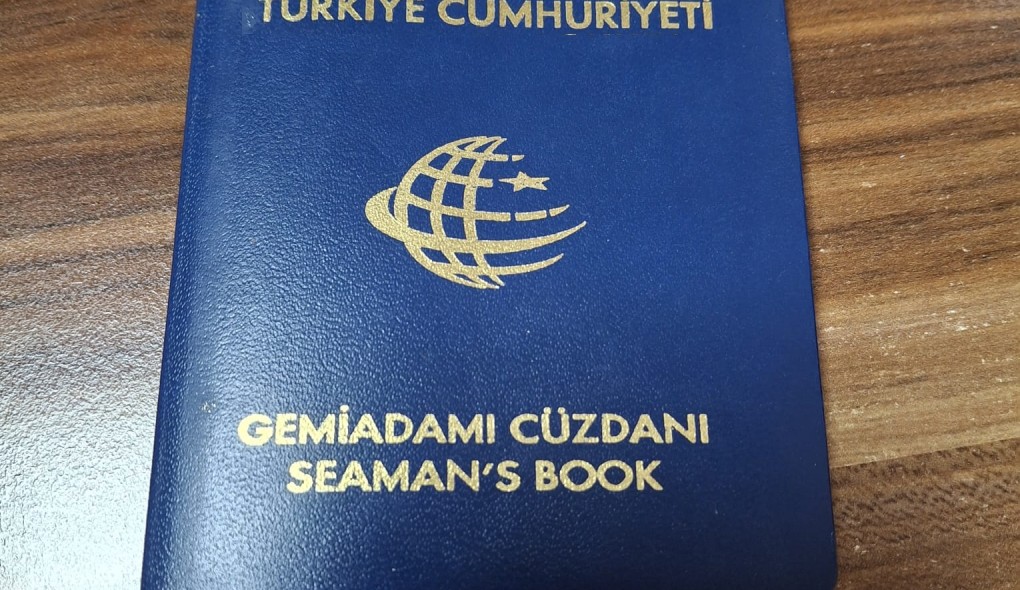 TÜRKİYE CUMHURİYETİ
GEMİADAMI CÜZDANI
SEAMAN'S BOOK